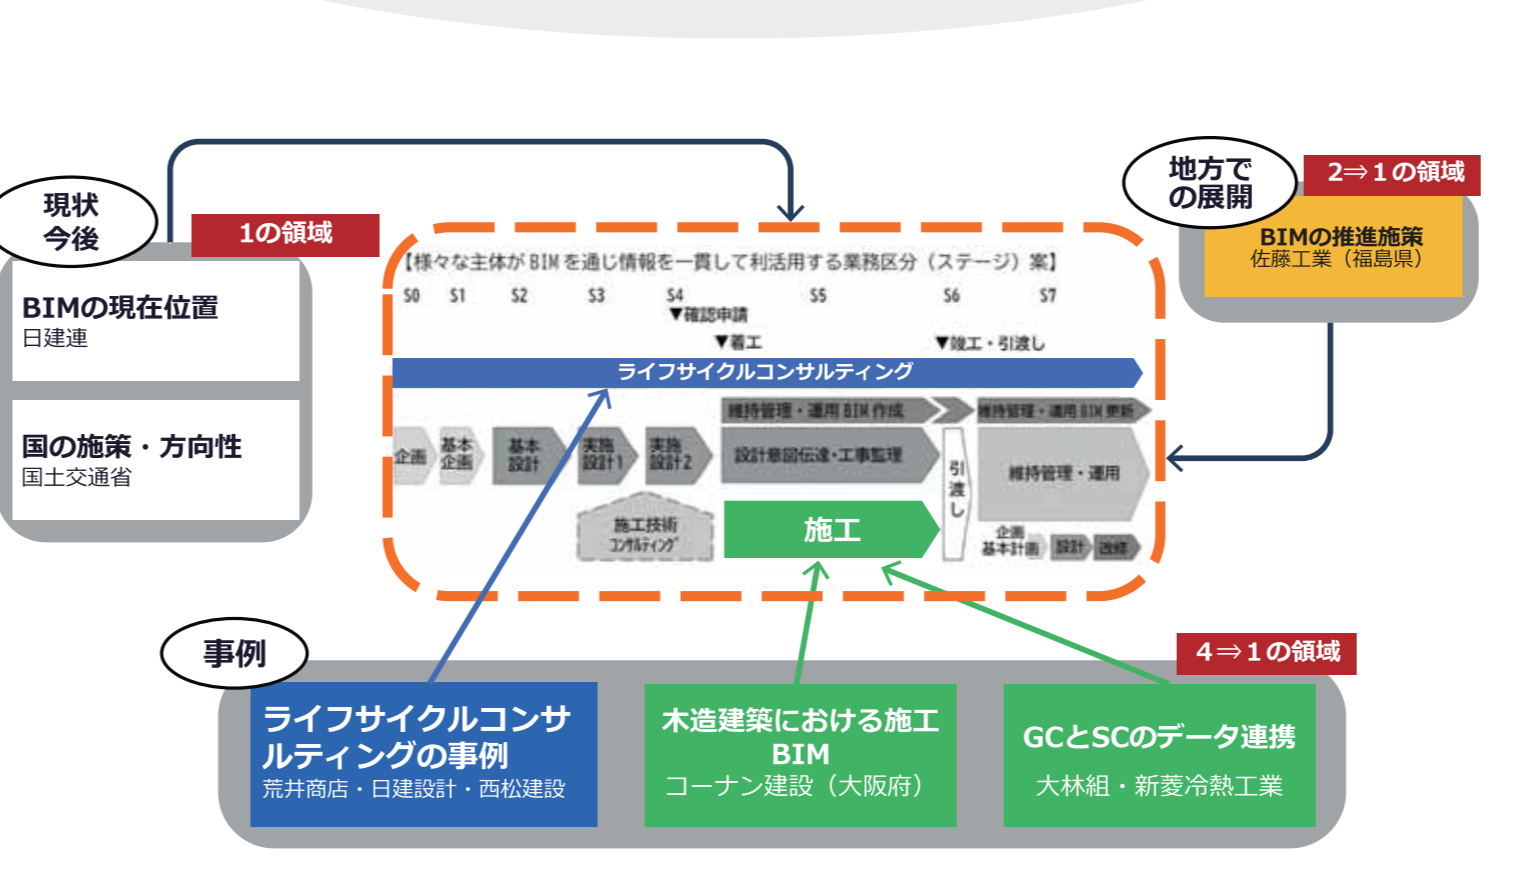 現状
今後
1の領域
BIMの現在位置
日建連
国の施策・方向性
国土交通省
地方で
の展開
2⇒１の領域
BIMの推進施策
佐藤工業（福島県）
【様々な主体が BIM を通じ情報を一貫して利活用する業務区分（ステージ）案】
S0 S1 S2 S3 S4 S5 S6 S7
▼確認申請
▼着工 ▼竣工・引渡し
ライフサイクルコンサルティング
維持管理・運用 BIM 作成 維持管理・運用 BIM 更新
企画
基本
企画
基本
設計
実施
設計1
実施
設計2
設計意図伝達・工事監理
引渡し
維持管理・運用
施工技術
ｺﾝｻﾙﾃｨﾝｸﾞ
施工
企画
基本計画
設計
改修
事例
4⇒１の領域
ライフサイクルコンサ
ルティングの事例
荒井商店・日建設計・西松建設
木造建築における施工
BIM
コーナン建設（大阪府）
GCとSCのデータ連携
大林組・新菱冷熱工業